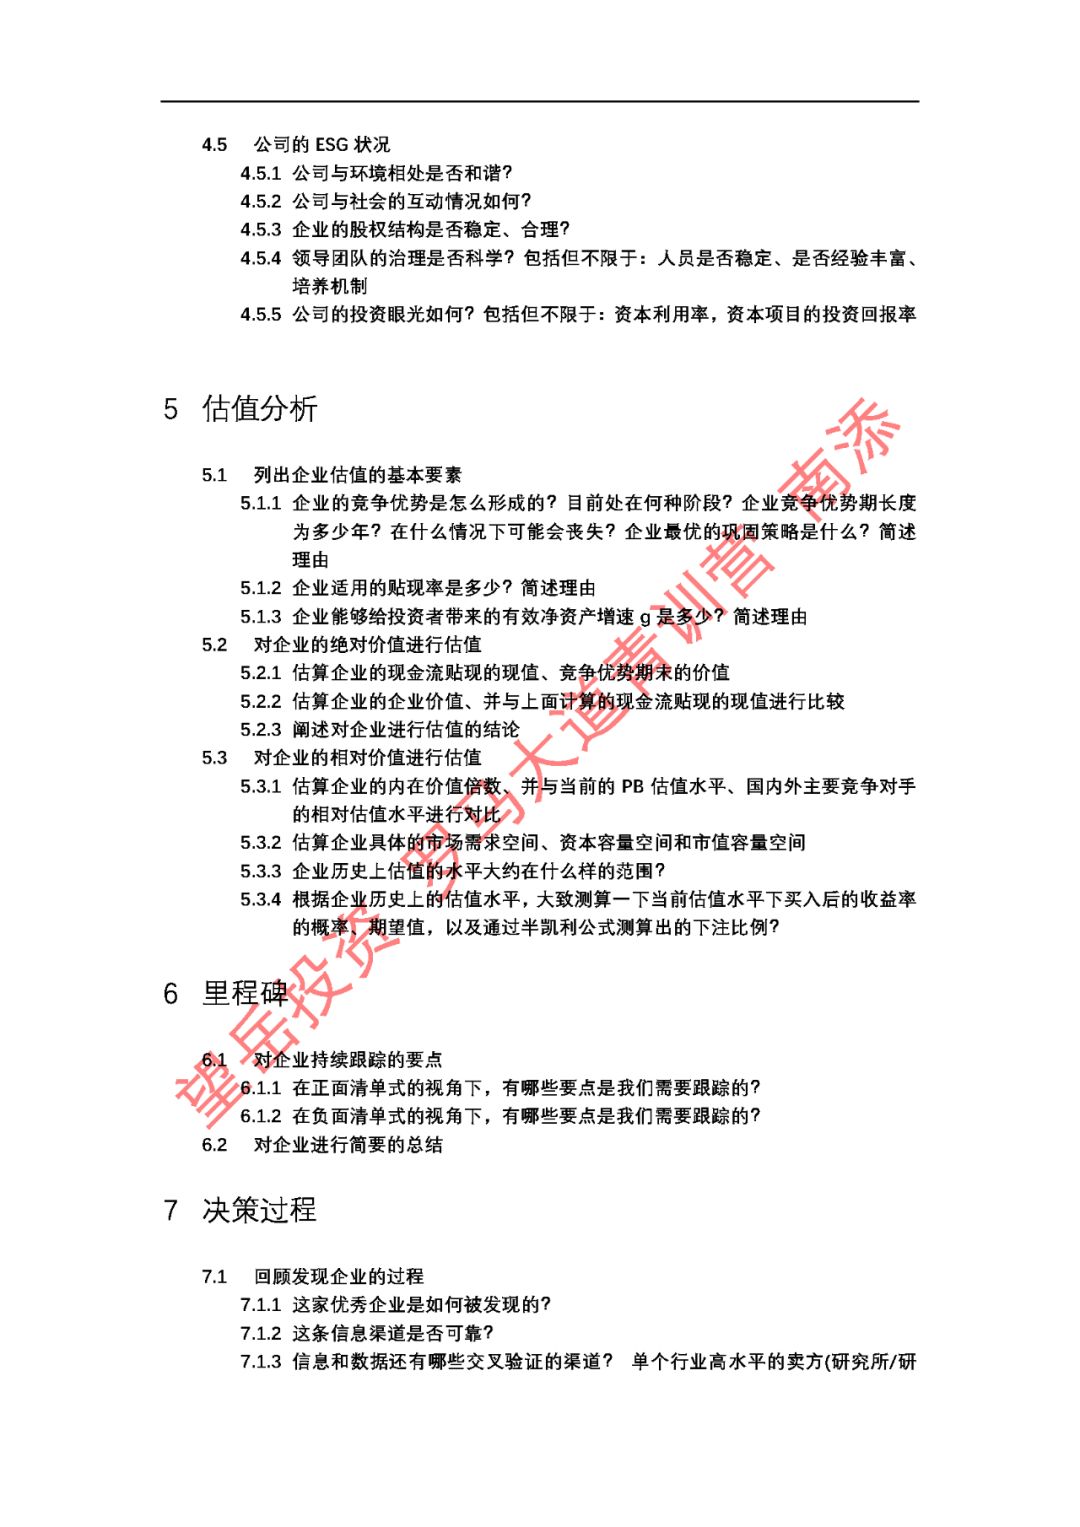 4.5 公司的 ESG 状况
4.5.1 公司与环境相处是否和谐？
4.5.2 公司与社会的互动情况如何？
4.5.3 企业的股权结构是否稳定、合理？
4.5.4 领导团队的治理是否科学？包括但不限于：人员是否稳定、是否经验丰富、
培养机制
4.5.5 公司的投资眼光如何？包括但不限于：资本利用率，资本项目的投资回报率
5 估值分析
5.1 列出企业估值的基本要素
5.1.1 企业的竞争优势是怎么形成的？目前处在何种阶段？企业竞争优势期长度
为多少年？在什么情况下可能会丧失？企业最优的巩固策略是什么？简述
理由
5.1.2 企业适用的贴现率是多少？简述理由
5.1.3 企业能够给投资者带来的有效净资产增速 g 是多少？简述理由
5.2 对企业的绝对价值进行估值
5.2.1 估算企业的现金流贴现的现值、竞争优势期末的价值
5.2.2 估算企业的企业价值、并与上面计算的现金流贴现的现值进行比较
5.2.3 阐述对企业进行估值的结论
5.3 对企业的相对价值进行估值
5.3.1 估算企业的内在价值倍数、并与当前的 PB 估值水平、国内外主要竞争对手
的相对估值水平进行对比
5.3.2 估算企业具体的市场需求空间、资本容量空间和市值容量空间
5.3.3 企业历史上估值的水平大约在什么样的范围？
5.3.4 根据企业历史上的估值水平，大致测算一下当前估值水平下买入后的收益率
的概率、期望值，以及通过半凯利公式测算出的下注比例？
6 里程碑
6.1 对企业持续跟踪的要点
6.1.1 在正面清单式的视角下，有哪些要点是我们需要跟踪的？
6.1.2 在负面清单式的视角下，有哪些要点是我们需要跟踪的？
6.2 对企业进行简要的总结
7 决策过程
7.1 回顾发现企业的过程
7.1.1 这家优秀企业是如何被发现的？
7.1.2 这条信息渠道是否可靠？
7.1.3 信息和数据还有哪些交叉验证的渠道？ 单个行业高水平的卖方(研究所/研
望岳投资 罗马大道青训营 南添